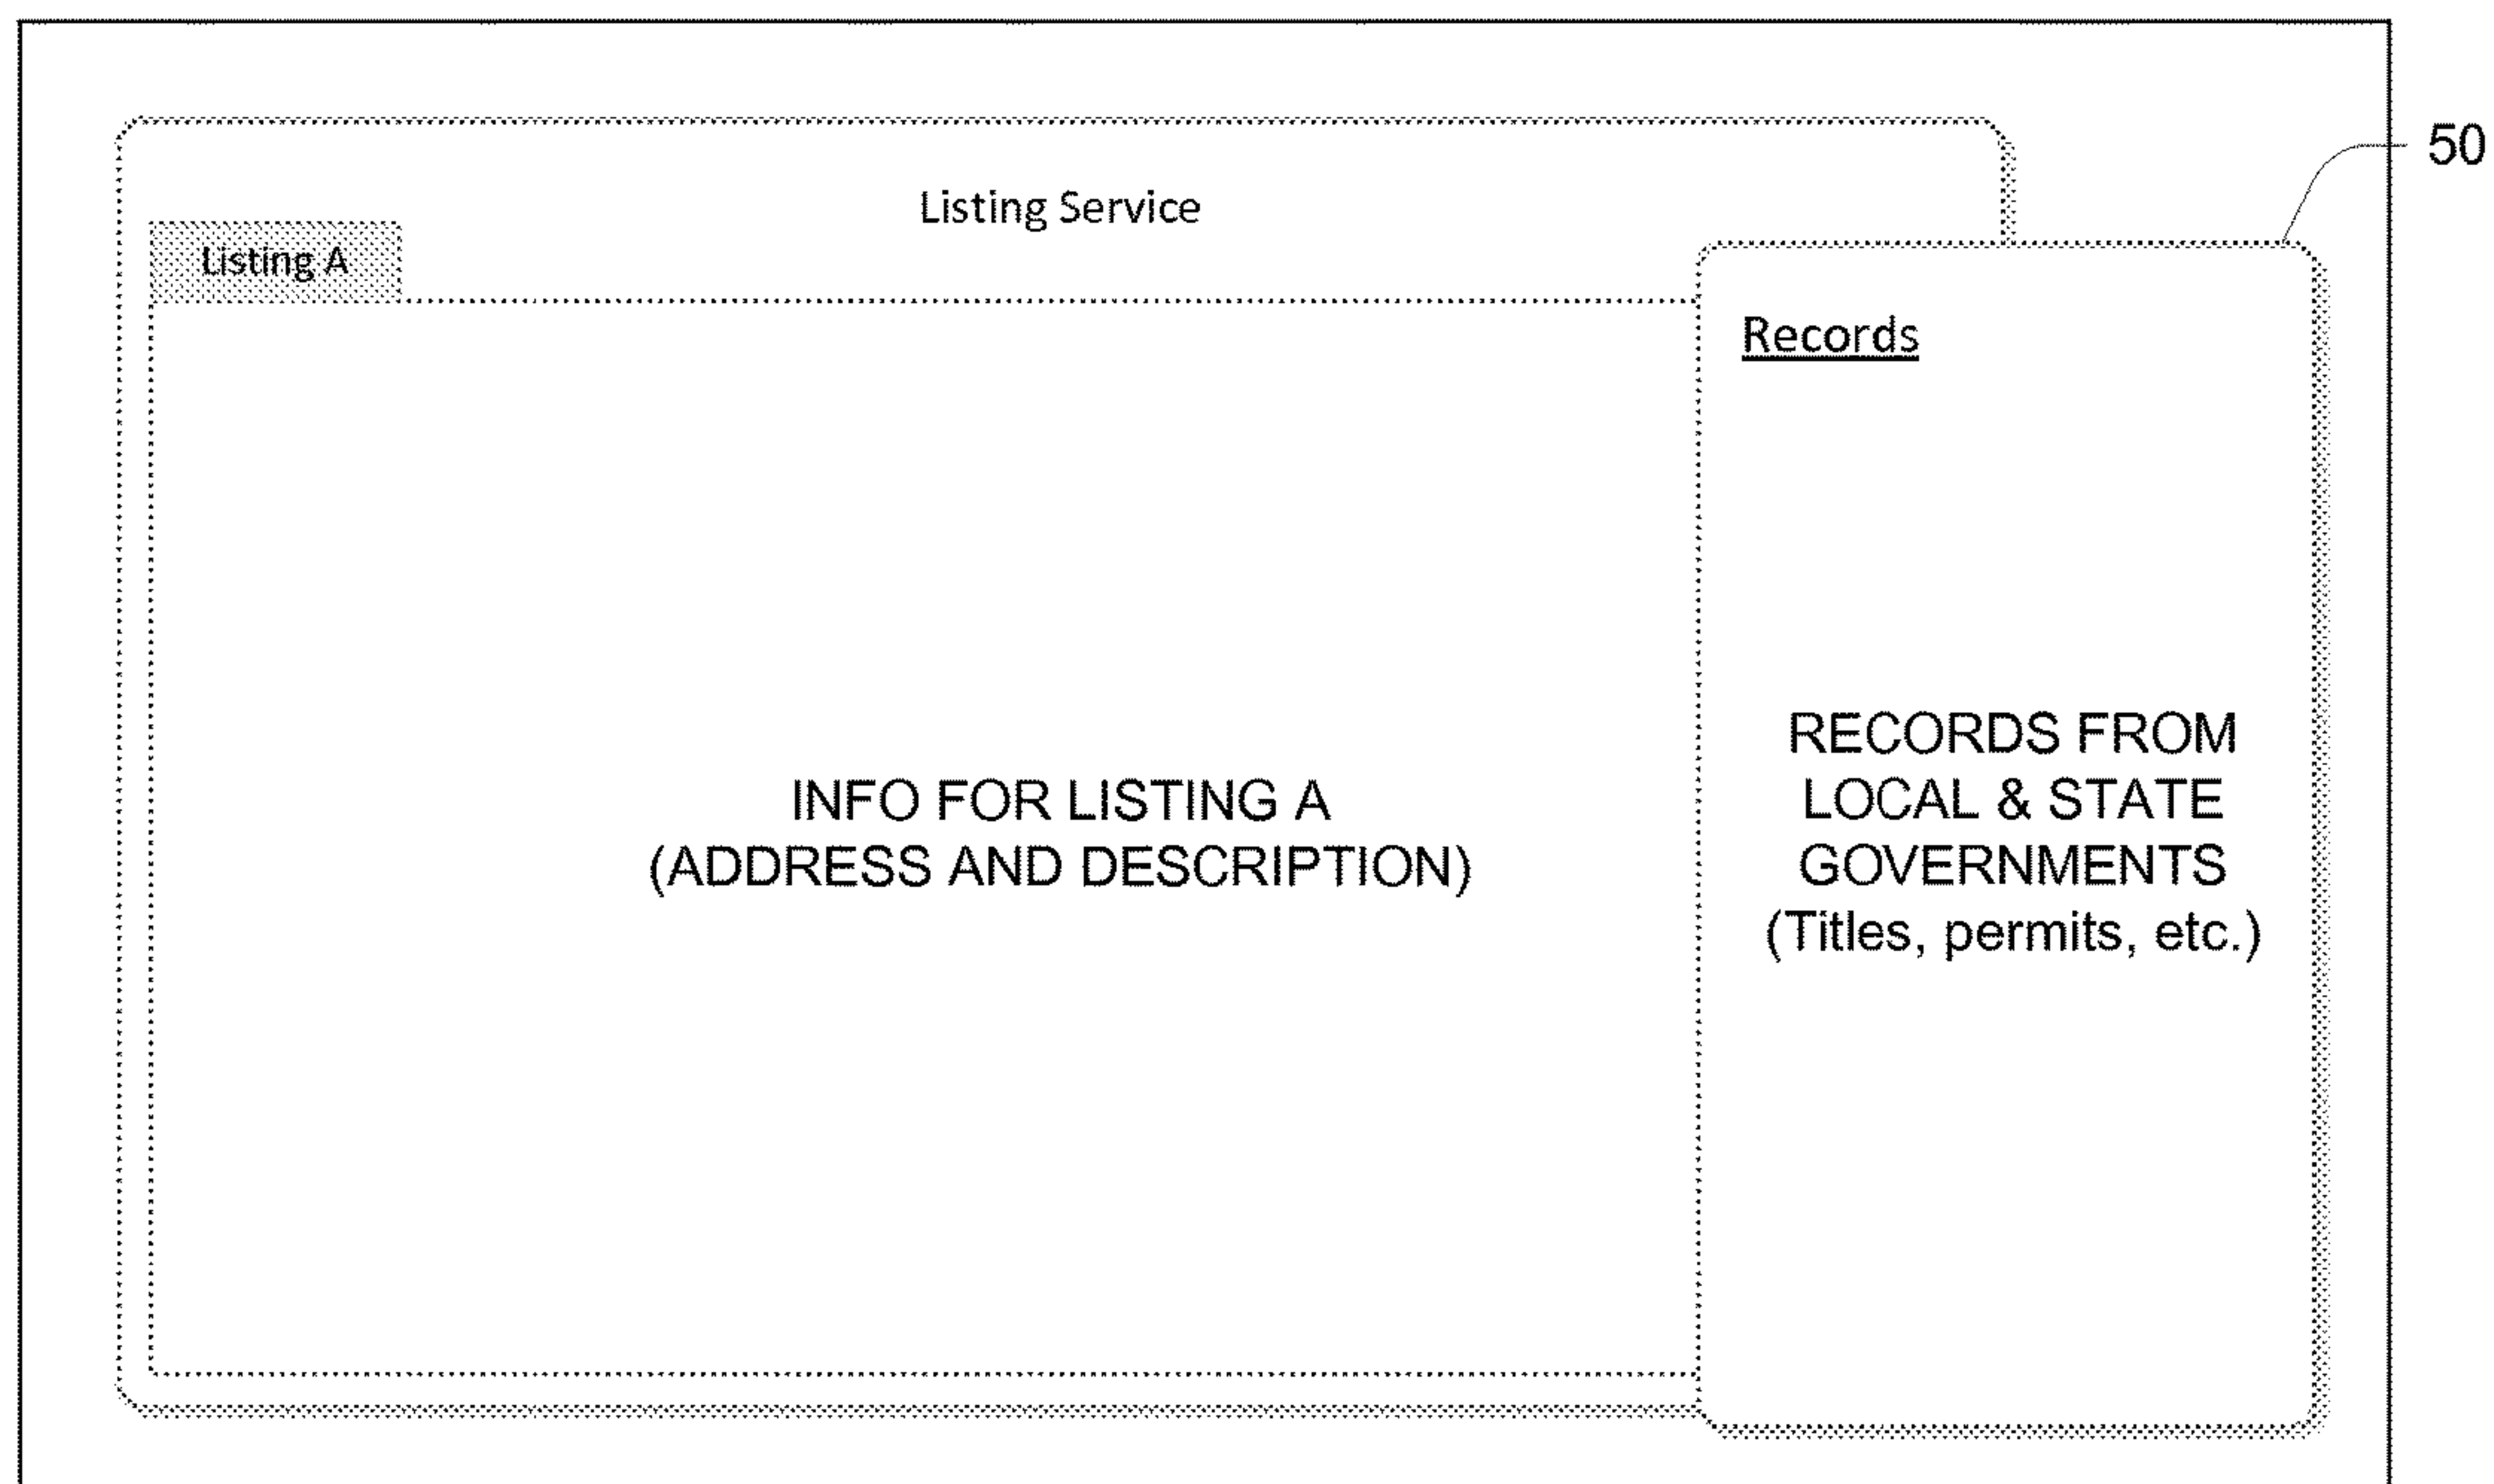 50
Listing Service
Listing A
Records
INFO FOR LISTING A
(ADDRESS AND DESCRIPTION)
RECORDS FROM
LOCAL & STATE
GOVERNMENTS
(Titles, permits, etc.)